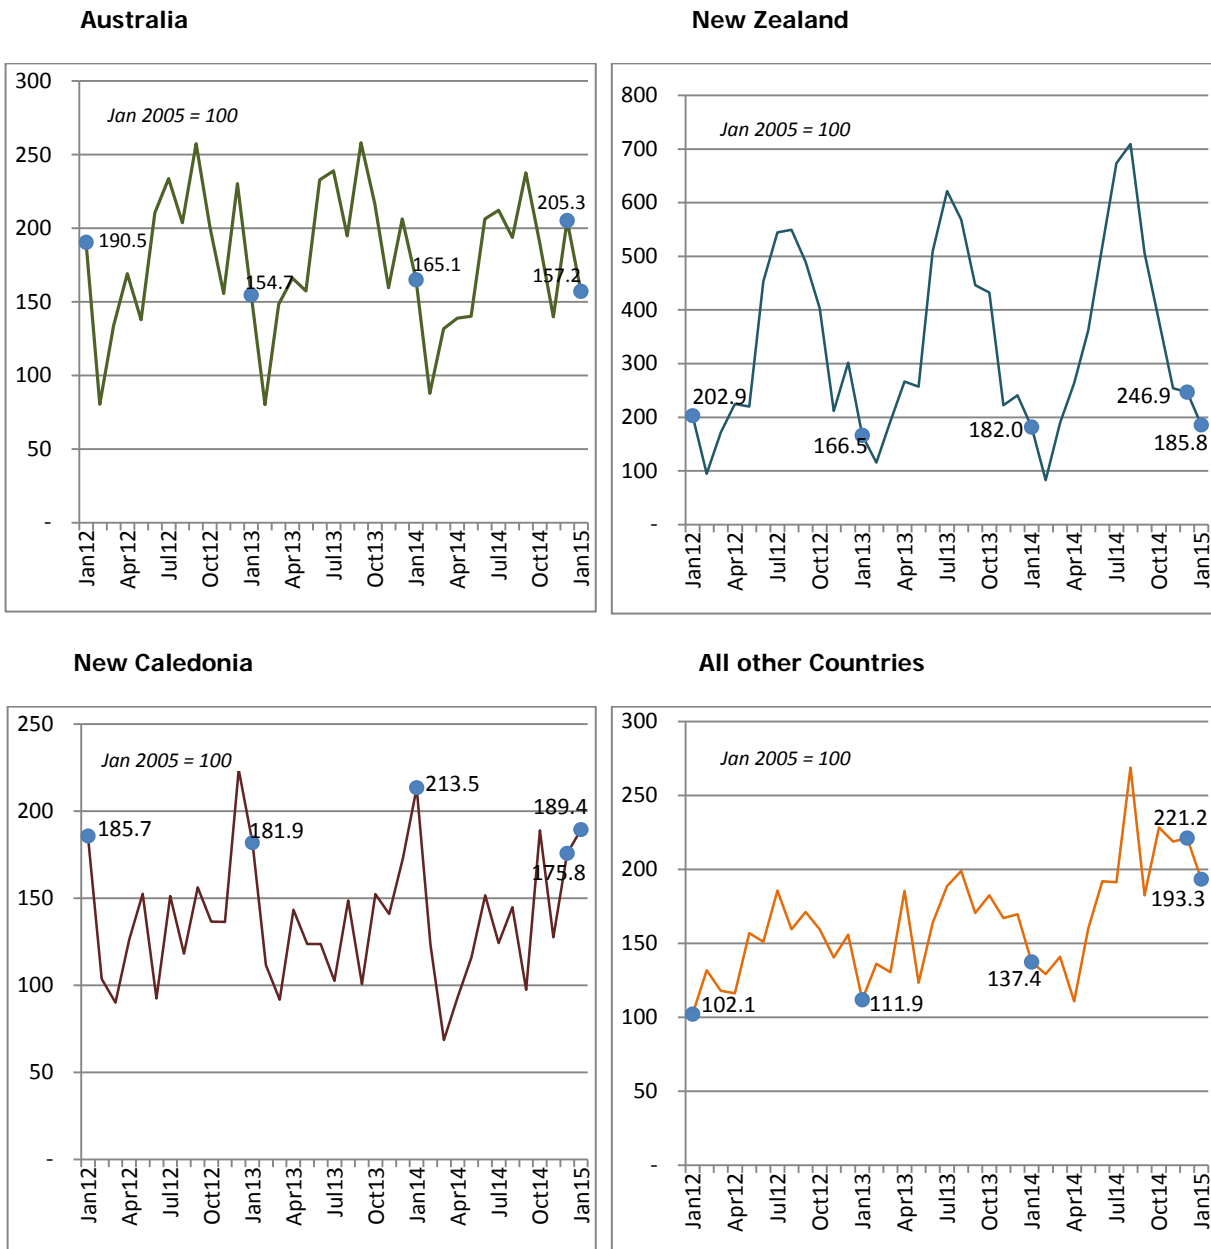 Australia
300
250
200
150
100
50
-
Jan 2005 = 100
190.5
154.7
165.1
205.3
157.2
Jan12
Apr12
Jul12
Oct12
Jan13
Apr13
Jul13
Oct13
Jan14
Apr14
Jul14
Oct14
Jan15
New Zealand
800
700
600
500
400
300
200
100
-
Jan 2005 = 100
202.9
166.5
182.0
246.9
185.8
Jan12
Apr12
Jul12
Oct12
Jan13
Apr13
Jul13
Oct13
Jan14
Apr14
Jul14
Oct14
Jan15
New Caledonia
250
200
150
100
50
-
Jan 2005 = 100
185.7
181.9
213.5
175.8
189.4
Jan12
Apr12
Jul12
Oct12
Jan13
Apr13
Jul13
Oct13
Jan14
Apr14
Jul14
Oct14
Jan15
All other Countries
300
250
200
150
100
50
-
Jan 2005 = 100
102.1
111.9
137.4
221.2
193.3
Jan12
Apr12
Jul12
Oct12
Jan13
Apr13
Jul13
Oct13
Jan14
Apr14
Jul14
Oct14
Jan15